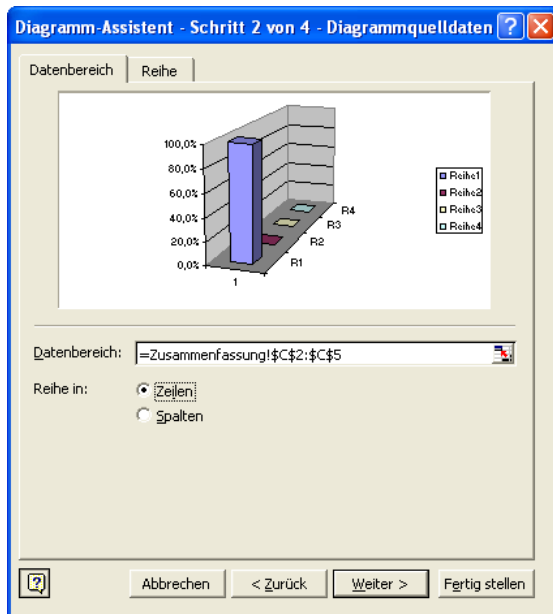 Diagramm-Assistent - Schritt 2 von 4 - Diagrammquelldaten
Datenbereich
Reihe
100,0%
80,0%
60,0%
40,0%
20,0%
0,0%
1
R1
R2
R3
R4
Reihe1
Reihe2
Reihe3
Reihe4
Datenbereich: =Zusammenfassung!$C$2:$C$5
Reihe in: Zeilen
Spalten
Abbrechen < Zurück Weiter > Fertig stellen